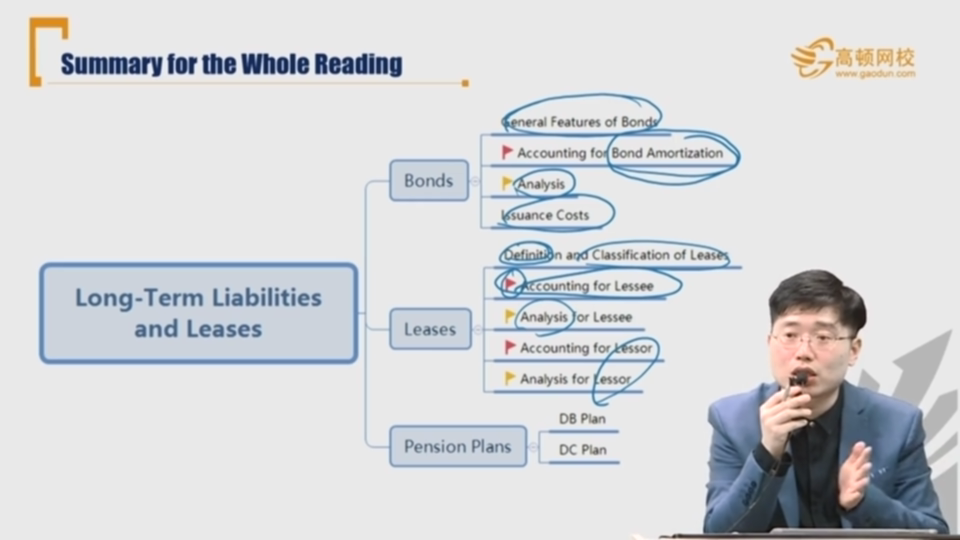 Summary for the Whole Reading
高顿网校
www.gaodun.com
General Features of Bonds
Accounting for Bond Amortization
Bonds
Analysis
Issuance Costs
Definition and Classification of Leases
Accounting for Lessee
Long-Term Liabilities
and Leases
Leases
Analysis for Lessee
Accounting for Lessor
Analysis for Lessor
DB Plan
Pension Plans
DC Plan